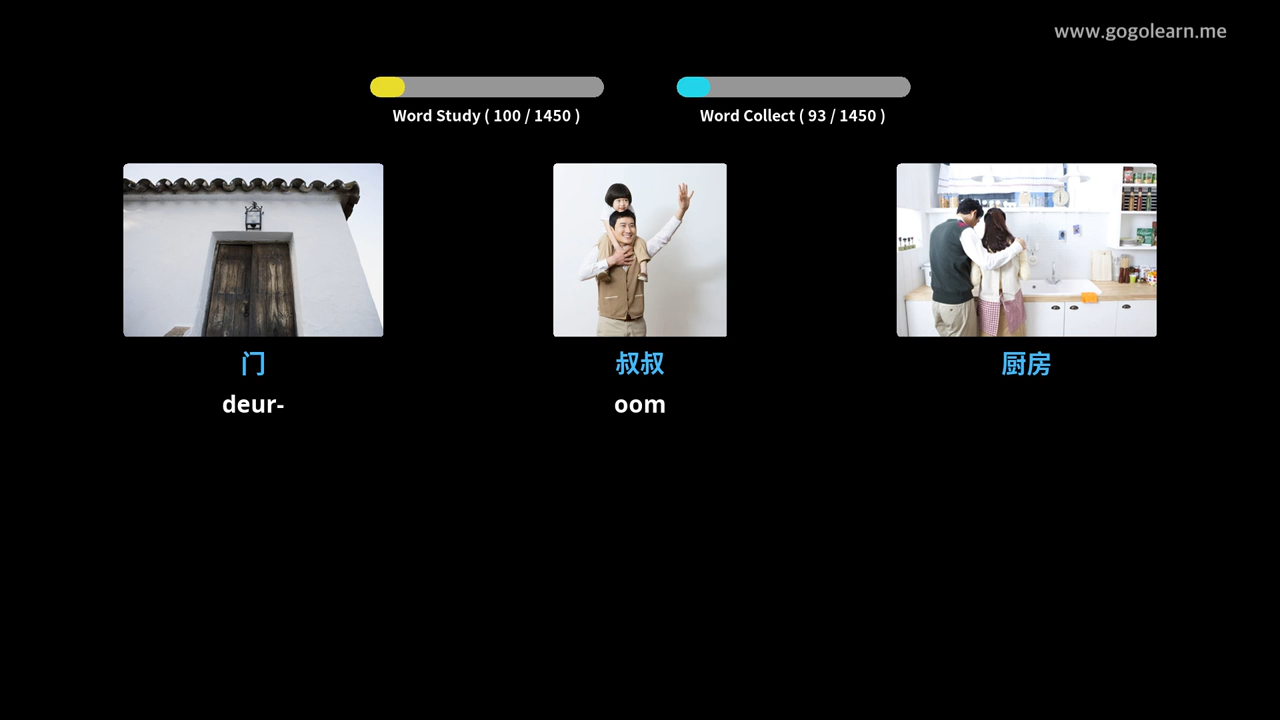 www.gogolearn.me
Word Study ( 100 / 1450 )
Word Collect ( 93 / 1450 )
门
叔叔
厨房
deur-
oom